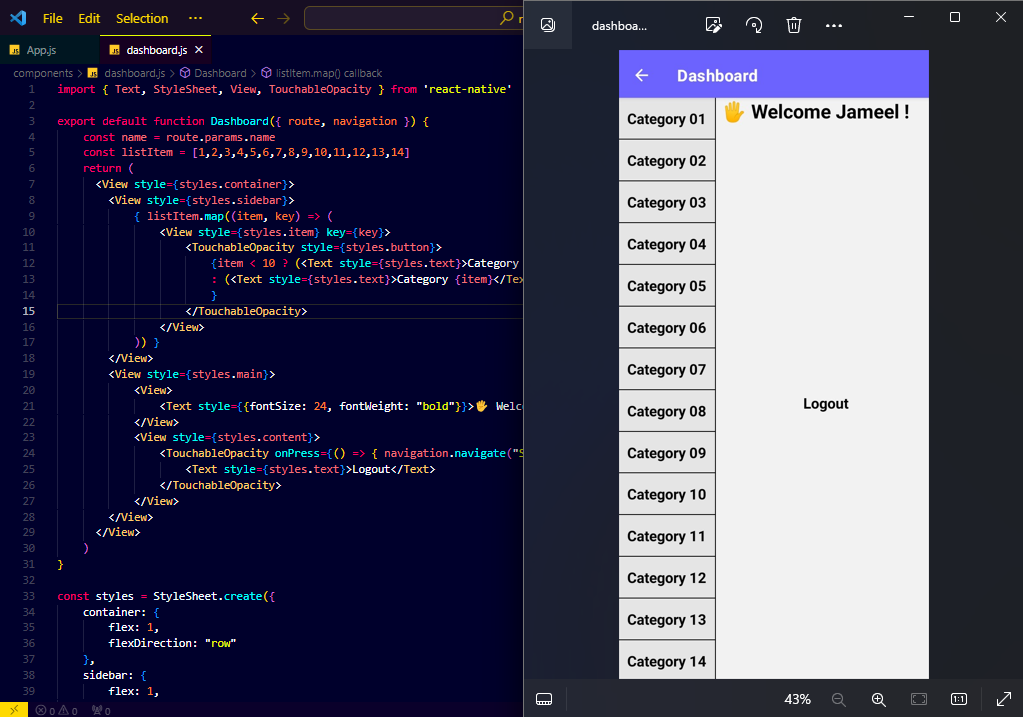 File Edit Selection ···
App.js dashboard.js
components > dashboard.js > Dashboard > listItem.map() callback
1 import { Text, StyleSheet, View, TouchableOpacity } from 'react-native'
2
3 export default function Dashboard({ route, navigation }) {
4 const name = route.params.name
5 const listItem = [1,2,3,4,5,6,7,8,9,10,11,12,13,14]
6 return (
7 <View style={styles.container}>
8 <View style={styles.sidebar}>
9 { listItem.map((item, key) => (
10 <View style={styles.item} key={key}>
11 <TouchableOpacity style={styles.button}>
12 {item < 10 ? (<Text style={styles.text}>Category
13 : (<Text style={styles.text}>Category {item}</Tex
14 }
15 </TouchableOpacity>
16 </View>
17 )) }
18 </View>
19 <View style={styles.main}>
20 <View>
21 <Text style={{fontSize: 24, fontWeight: "bold"}}>🖐 Welc
22 </View>
23 <View style={styles.content}>
24 <TouchableOpacity onPress={() => { navigation.navigate("S
25 <Text style={styles.text}>Logout</Text>
26 </TouchableOpacity>
27 </View>
28 </View>
29 </View>
30 )
31 }
32
33 const styles = StyleSheet.create({
34 container: {
35 flex: 1,
36 flexDirection: "row"
37 },
38 sidebar: {
39 flex: 1,
0 0 0
dashboa... ···
Dashboard
🖐 Welcome Jameel !
Category 01
Category 02
Category 03
Category 04
Category 05
Category 06
Category 07
Category 08
Category 09
Category 10
Category 11
Category 12
Category 13
Category 14
Logout
43% 1:1